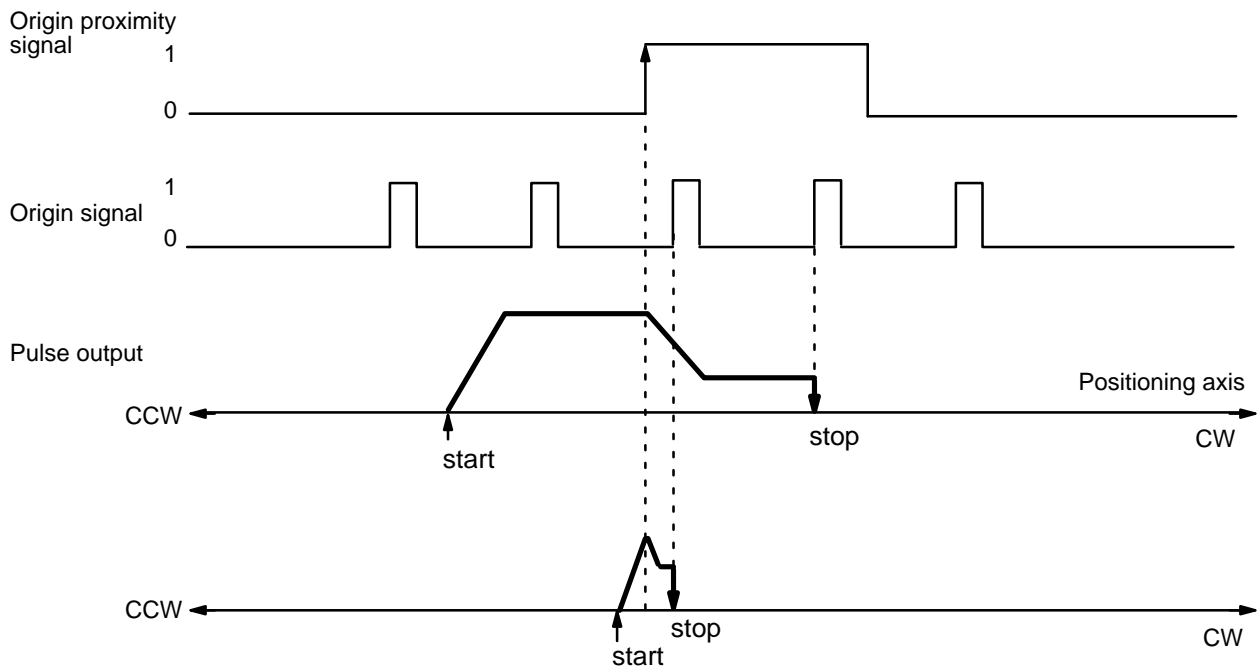 Origin proximity
signal
1
0
1
Origin signal
0
Pulse output
Positioning axis
CCW
CW
start
stop
CCW
CW
start
stop